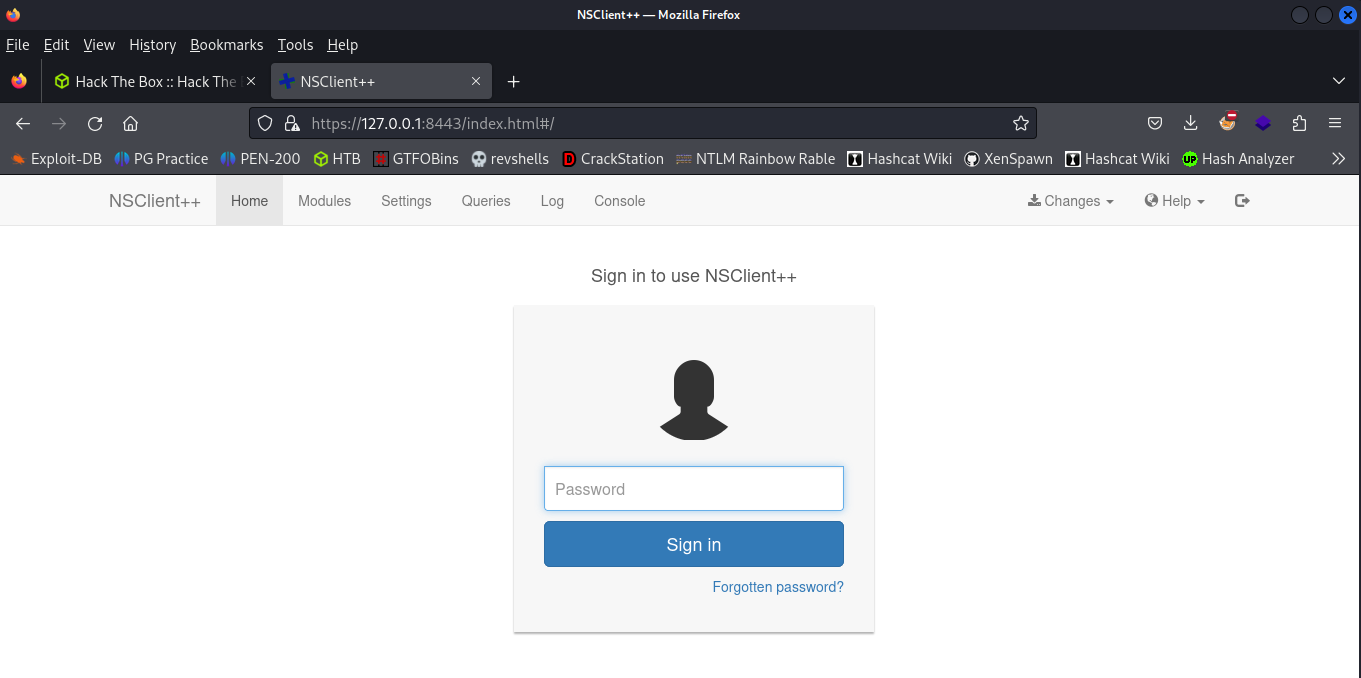 NSClient++ — Mozilla Firefox
File Edit View History Bookmarks Tools Help
Hack The Box :: Hack The NSClient++
https://127.0.0.1:8443/index.html#/
Exploit-DB PG Practice PEN-200 HTB GTFOBins revshells CrackStation NTLM Rainbow Rable Hashcat Wiki XenSpawn Hashcat Wiki Hash Analyzer
NSClient++ Home Modules Settings Queries Log Console Changes Help
Sign in to use NSClient++
Password
Sign in
Forgotten password?